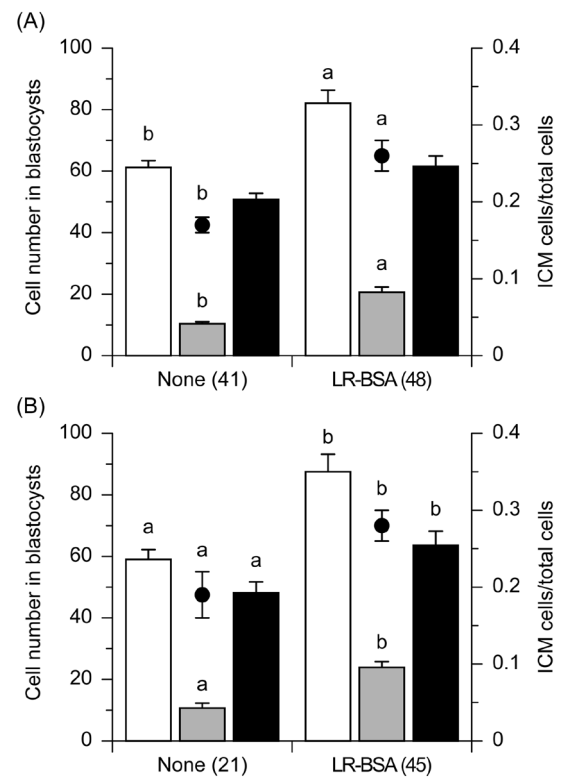 (A)
100
80
60
40
20
0
Cell number in blastocysts
0.4
0.3
0.2
0.1
0
ICM cells/total cells
b
b
b
a
a
a
None (41)
LR-BSA (48)
(B)
100
80
60
40
20
0
Cell number in blastocysts
0.4
0.3
0.2
0.1
0
ICM cells/total cells
a
a
a
a
b
b
b
b
None (21)
LR-BSA (45)